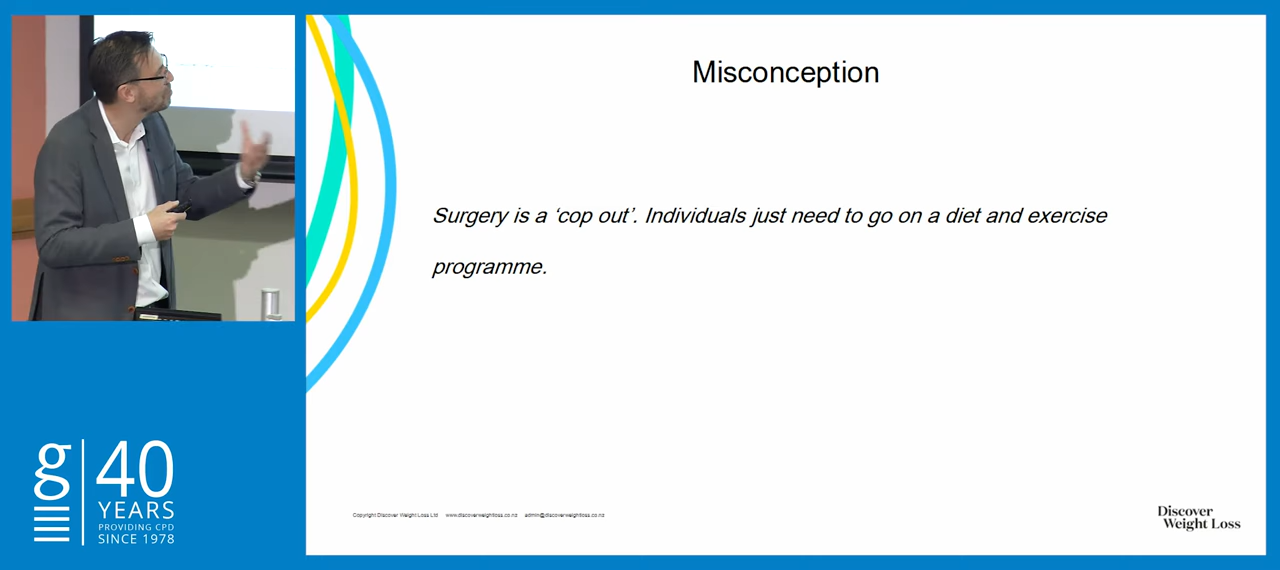 Misconception
Surgery is a ‘cop out’. Individuals just need to go on a diet and exercise
programme.
Copyright Discover Weight Loss Ltd www.discoverweightloss.co.nz admin@discoverweightloss.co.nz
Discover
Weight Loss
g 40
YEARS
PROVIDING CPD
SINCE 1978